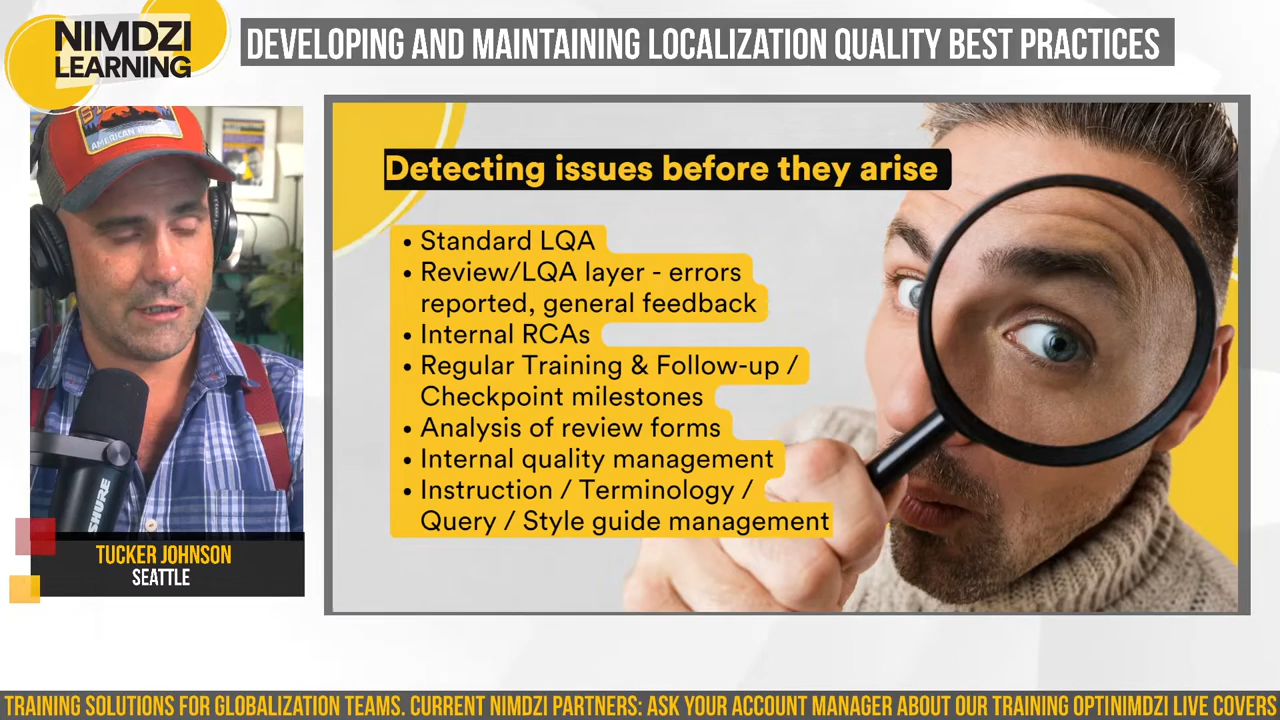 NIMDZI
LEARNING
DEVELOPING AND MAINTAINING LOCALIZATION QUALITY BEST PRACTICES
AMERICAN
Detecting issues before they arise
• Standard LQA
• Review/LQA layer - errors
reported, general feedback
• Internal RCAs
• Regular Training & Follow-up /
Checkpoint milestones
• Analysis of review forms
• Internal quality management
• Instruction / Terminology /
Query / Style guide management
SHURE
TUCKER JOHNSON
SEATTLE
TRAINING SOLUTIONS FOR GLOBALIZATION TEAMS. CURRENT NIMDZI PARTNERS: ASK YOUR ACCOUNT MANAGER ABOUT OUR TRAINING OPTINIMDZI LIVE COVERS